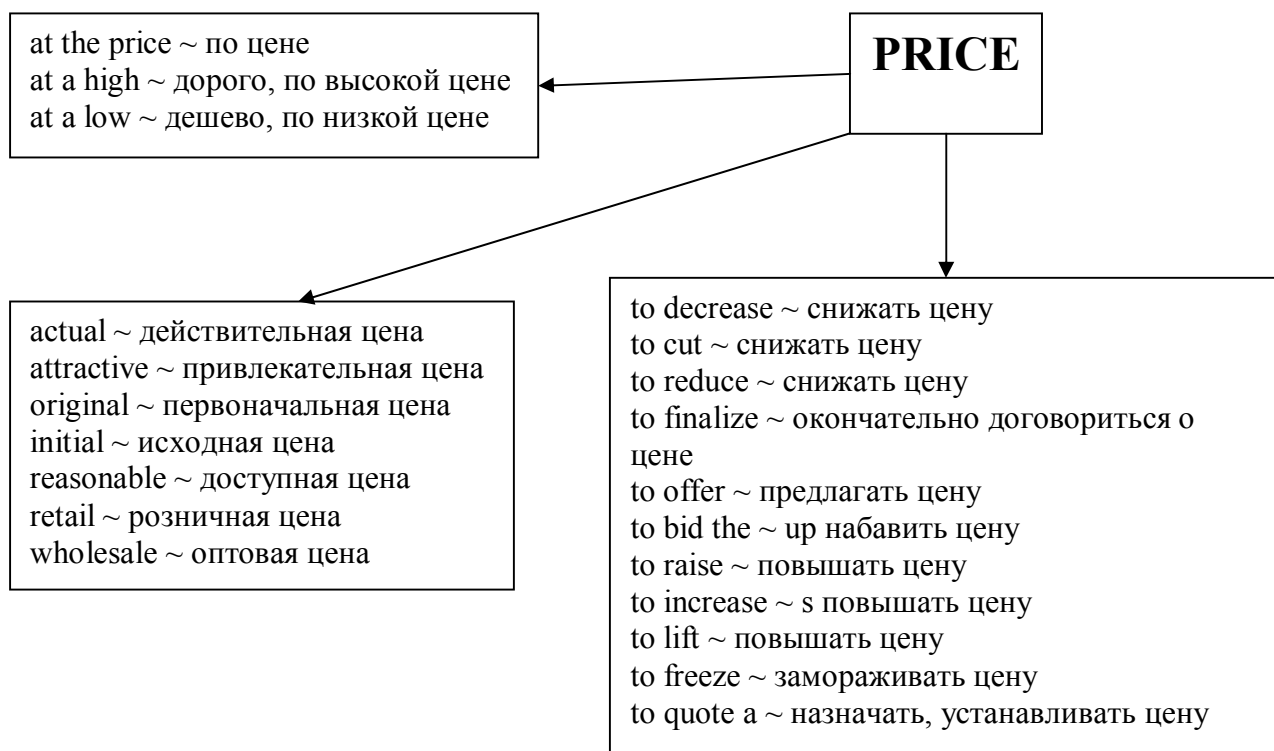 at the price ~ по цене
at a high ~ дорого, по высокой цене
at a low ~ дешево, по низкой цене
PRICE
actual ~ действительная цена
attractive ~ привлекательная цена
original ~ первоначальная цена
initial ~ исходная цена
reasonable ~ доступная цена
retail ~ розничная цена
wholesale ~ оптовая цена
to decrease ~ снижать цену
to cut ~ снижать цену
to reduce ~ снижать цену
to finalize ~ окончательно договориться о
цене
to offer ~ предлагать цену
to bid the ~ up набавить цену
to raise ~ повышать цену
to increase ~ s повышать цену
to lift ~ повышать цену
to freeze ~ замораживать цену
to quote a ~ назначать, устанавливать цену